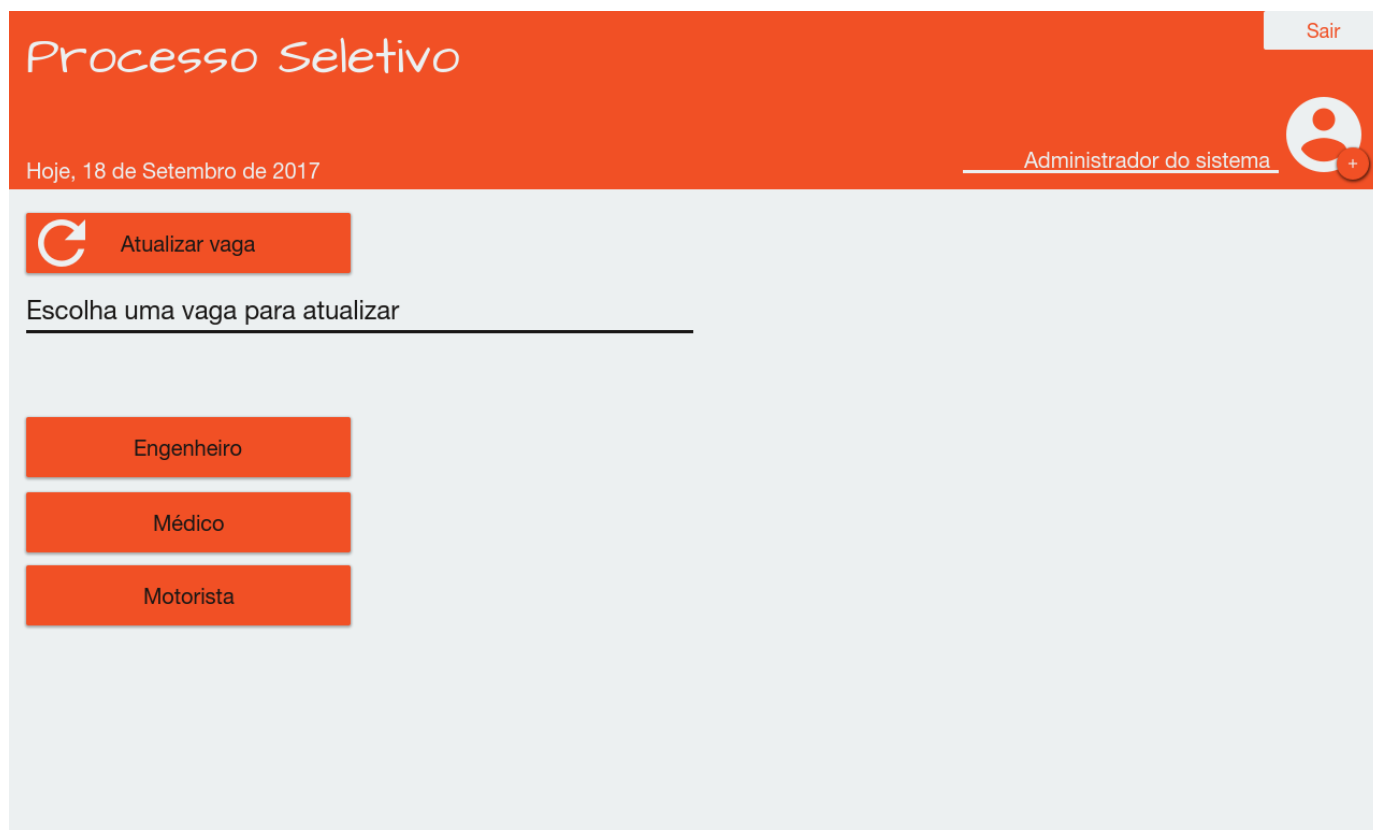 Sair
Processo Seletivo
Administrador do sistema
+
Hoje, 18 de Setembro de 2017
Atualizar vaga
Escolha uma vaga para atualizar
Engenheiro
Médico
Motorista